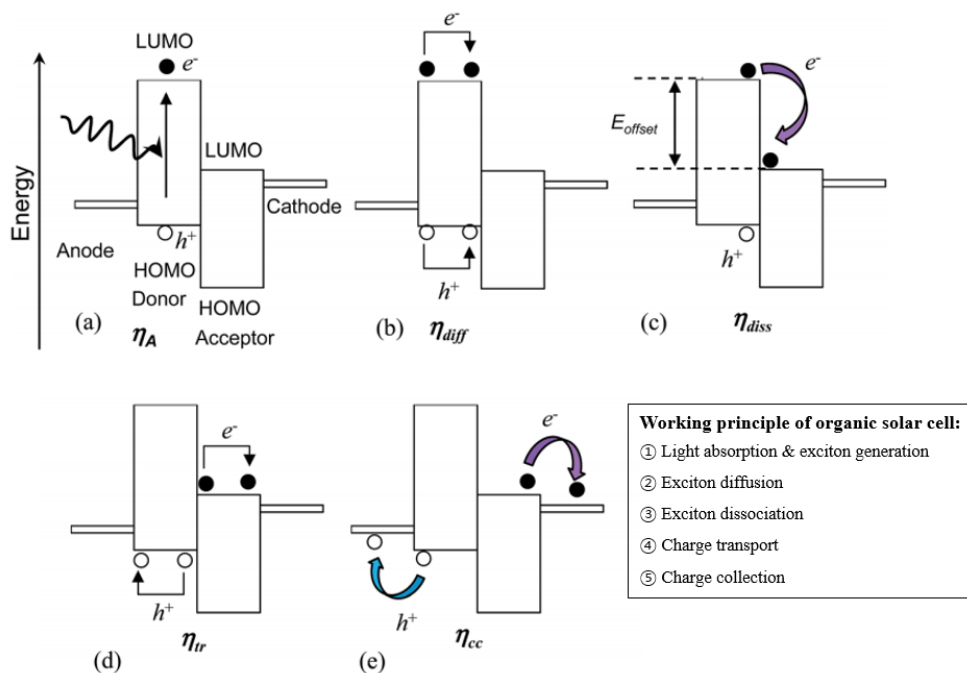 Energy
LUMO
e-
LUMO
Cathode
Anode
h+
HOMO
Donor
HOMO
Acceptor
(a)
ηA
e-
h+
(b)
ηdiff
e-
Eoffset
h+
(c)
ηdiss
e-
h+
ηtr
(d)
e-
h+
ηcc
(e)
Working principle of organic solar cell:
① Light absorption & exciton generation
② Exciton diffusion
③ Exciton dissociation
④ Charge transport
⑤ Charge collection